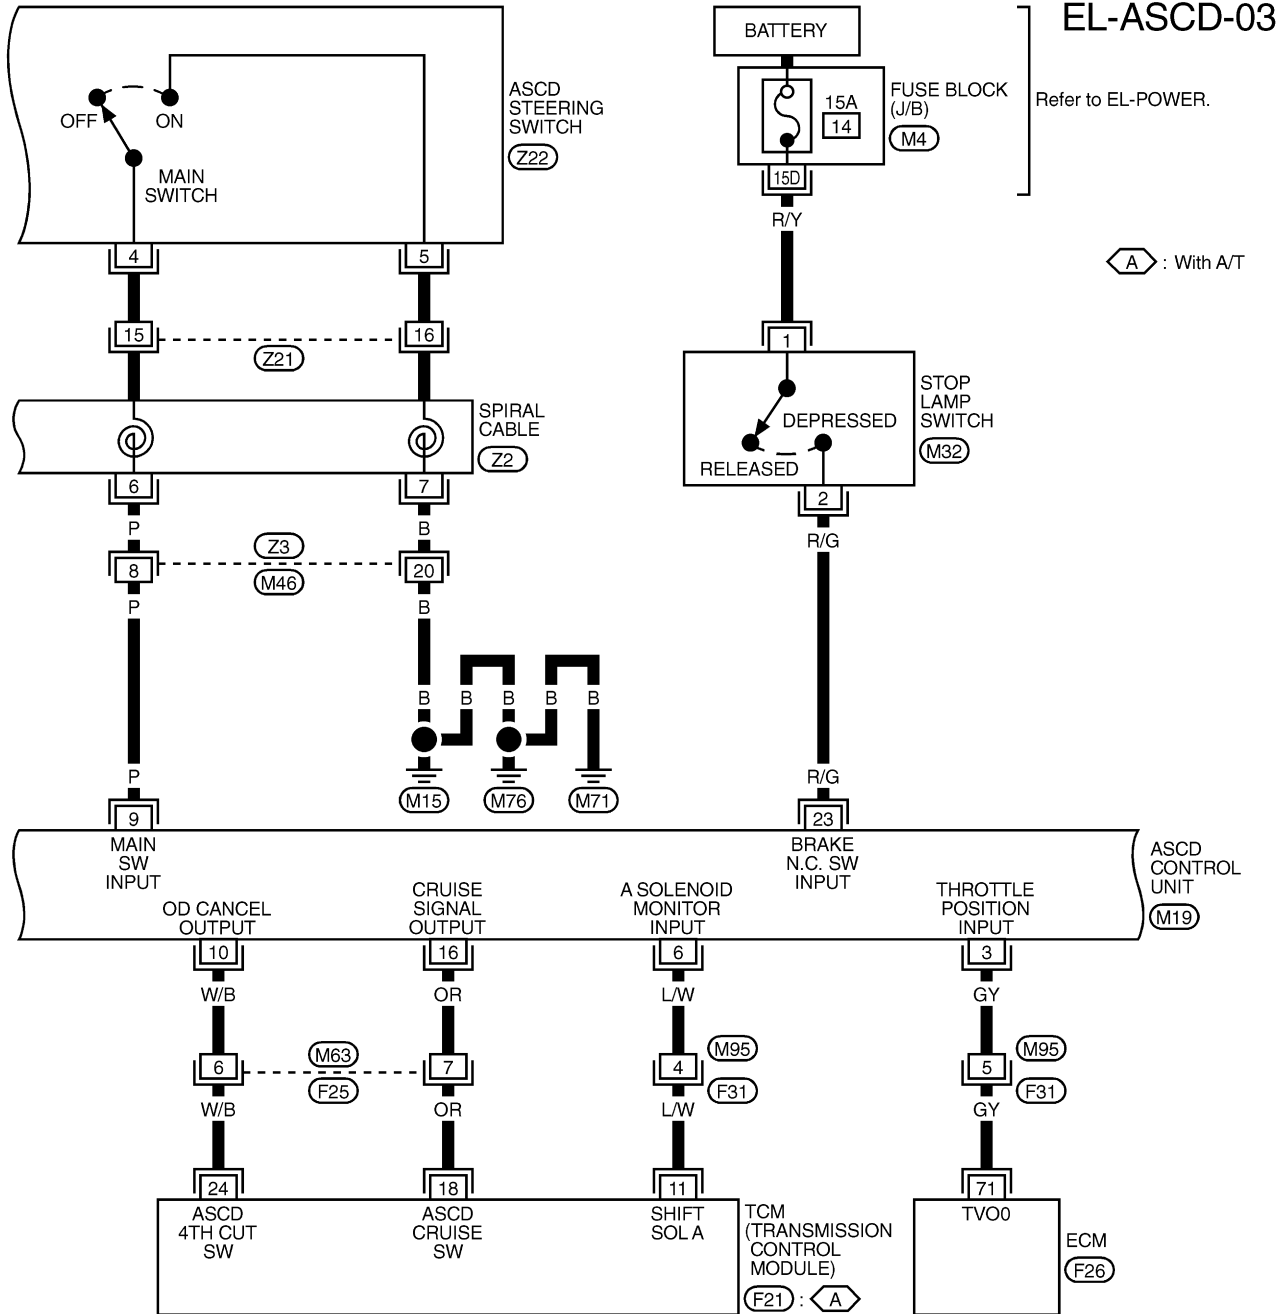 EL-ASCD-03
BATTERY
FUSE BLOCK
(J/B)
M4
15A
14
15D
Refer to EL-POWER.
R/Y
A : With A/T
OFF
ON
MAIN
SWITCH
ASCD
STEERING
SWITCH
Z22
4
5
15
16
Z21
SPIRAL
CABLE
Z2
6
7
P
B
Z3
8
20
M46
P
B
B
B
B
B
B
M15
M76
M71
P
9
1
STOP
LAMP
SWITCH
M32
DEPRESSED
RELEASED
2
R/G
R/G
23
MAIN
SW
INPUT
BRAKE
N.C. SW
INPUT
ASCD
CONTROL
UNIT
M19
OD CANCEL
OUTPUT
CRUISE
SIGNAL
OUTPUT
A SOLENOID
MONITOR
INPUT
THROTTLE
POSITION
INPUT
10
16
6
3
W/B
OR
L/W
GY
M63
M95
M95
6
7
4
5
F25
F31
F31
W/B
OR
L/W
GY
24
18
11
71
ASCD
4TH CUT
SW
ASCD
CRUISE
SW
SHIFT
SOL A
TCM
(TRANSMISSION
CONTROL
MODULE)
F21 : A
TVO0
ECM
F26